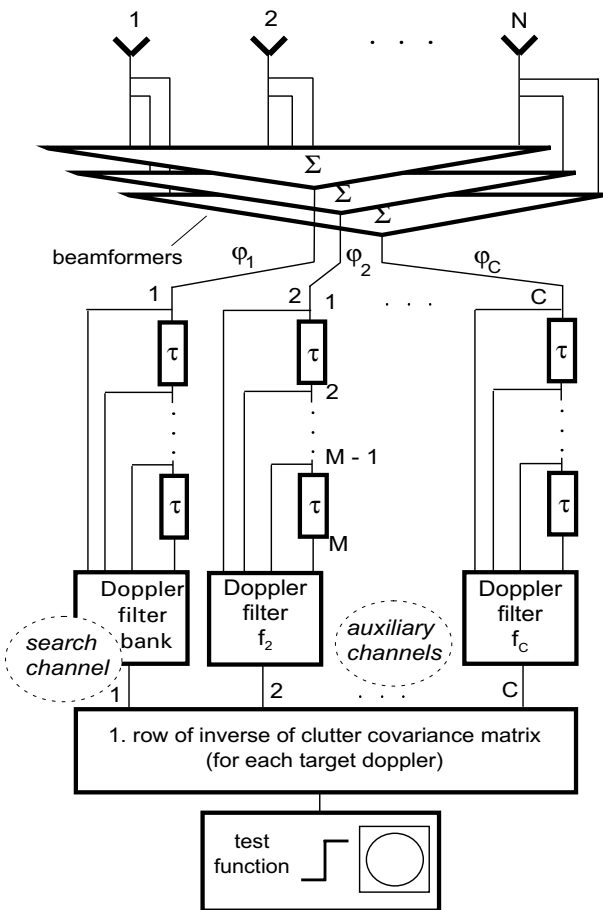 1 2 . . . N
Σ
Σ
Σ
beamformers
φ1 φ2 φC
1 2 1 . . . C
τ τ τ
2
M - 1
τ τ τ
M
Doppler filter bank
Doppler filter f2
Doppler filter fC
search channel
auxiliary channels
1 2 . . . C
1. row of inverse of clutter covariance matrix
(for each target doppler)
test
function